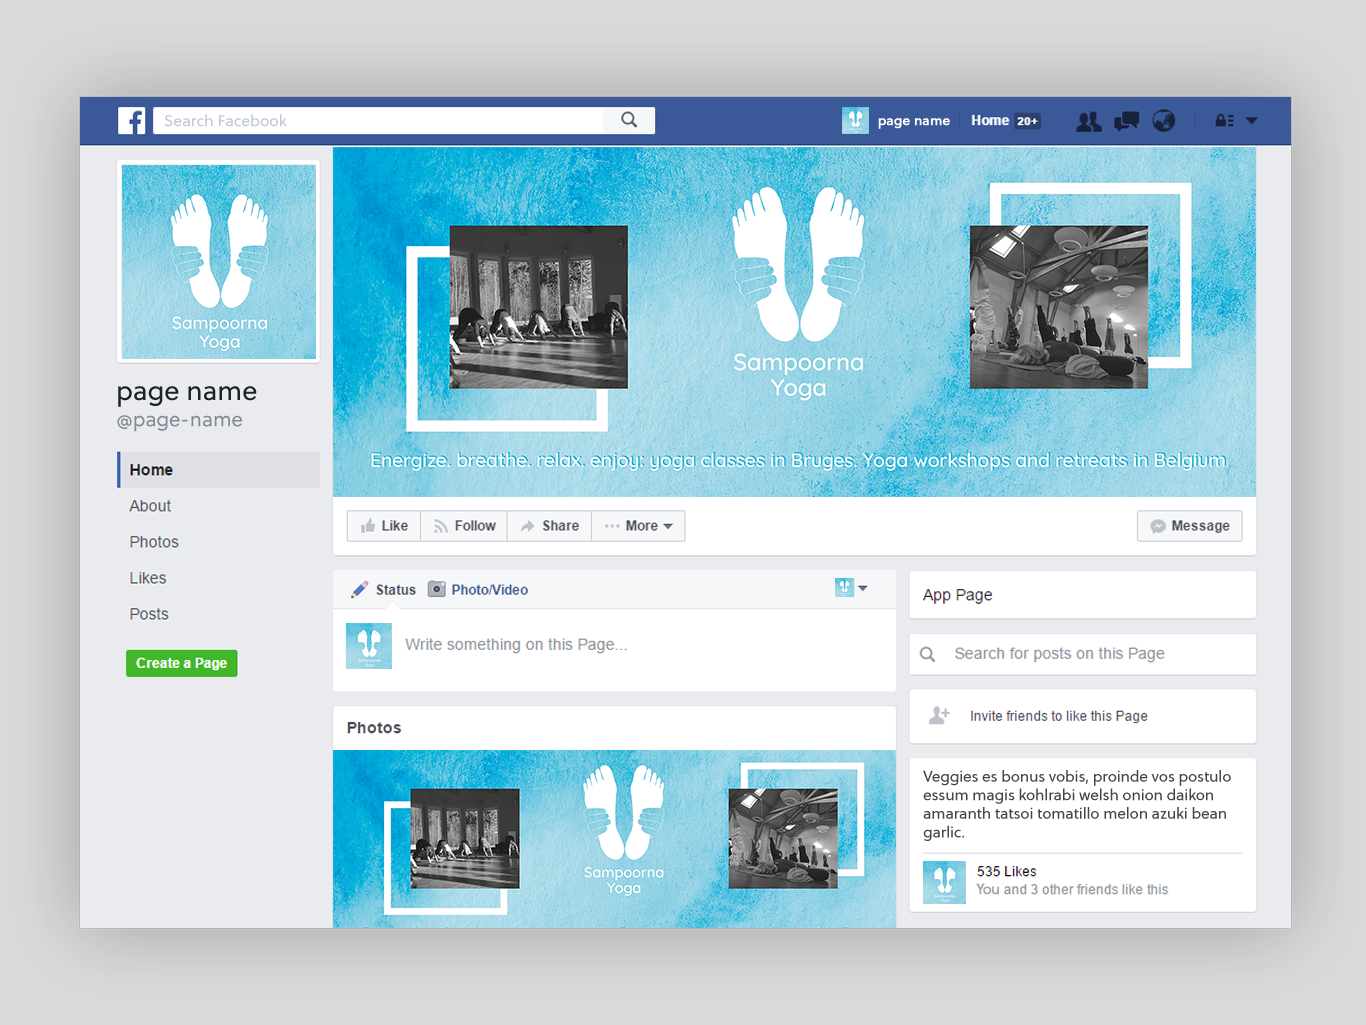 Search Facebook
page name
Home 20+
Sampoorna
Yoga
page name
@page-name
Home
About
Photos
Likes
Posts
Create a Page
Sampoorna
Yoga
Energize. breathe. relax. enjoy: yoga classes in Bruges. Yoga workshops and retreats in Belgium
Like
Follow
Share
More
Message
Status
Photo/Video
Write something on this Page...
Photos
Sampoorna
Yoga
App Page
Search for posts on this Page
Invite friends to like this Page
Veggies es bonus vobis, proinde vos postulo
essum magis kohlrabi welsh onion daikon
amaranth tatsoi tomatillo melon azuki bean
garlic.
Sampoorna
Yoga
535 Likes
You and 3 other friends like this